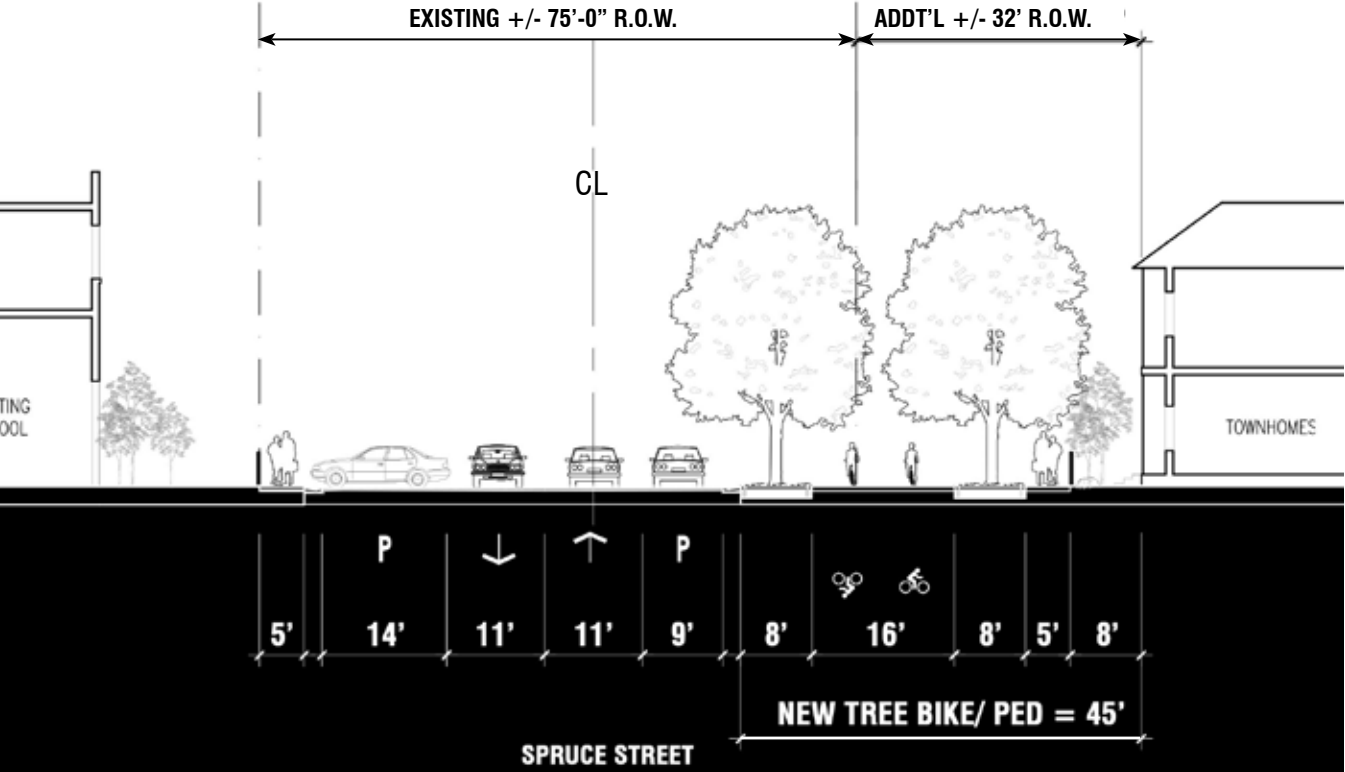 EXISTING +/- 75'-0" R.O.W.
ADDT'L +/- 32' R.O.W.
CL
TING
OOL
TOWNHOMES
P
P
5'
14'
11'
11'
9'
8'
16'
8'
5'
8'
NEW TREE BIKE/ PED = 45'
SPRUCE STREET